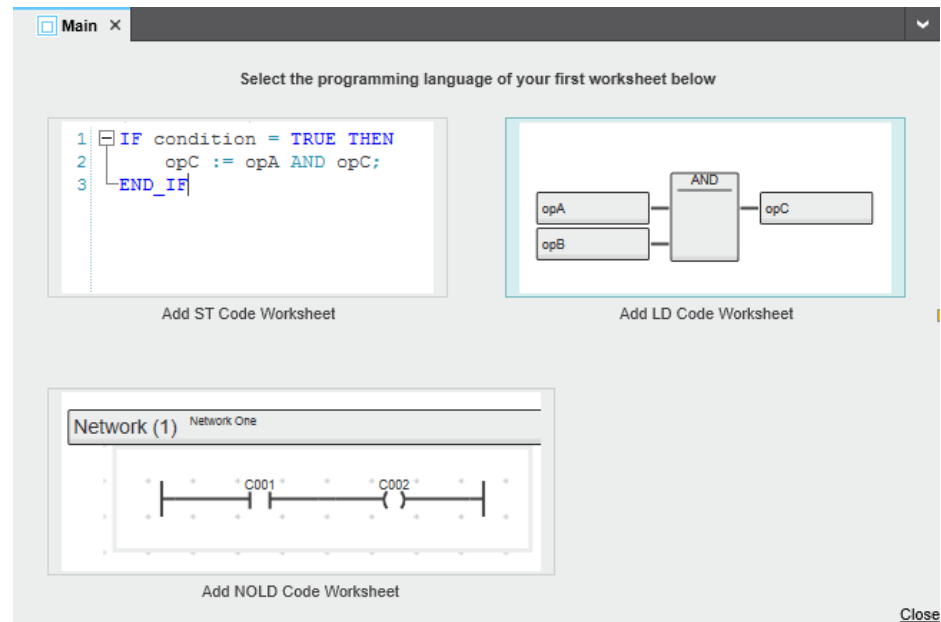 Main
Select the programming language of your first worksheet below
1 IF condition = TRUE THEN
2 opC := opA AND opC;
3 END_IF
Add ST Code Worksheet
AND
opA
opC
opB
Add LD Code Worksheet
Network (1) Network One
C001 C002
Add NOLD Code Worksheet
Close